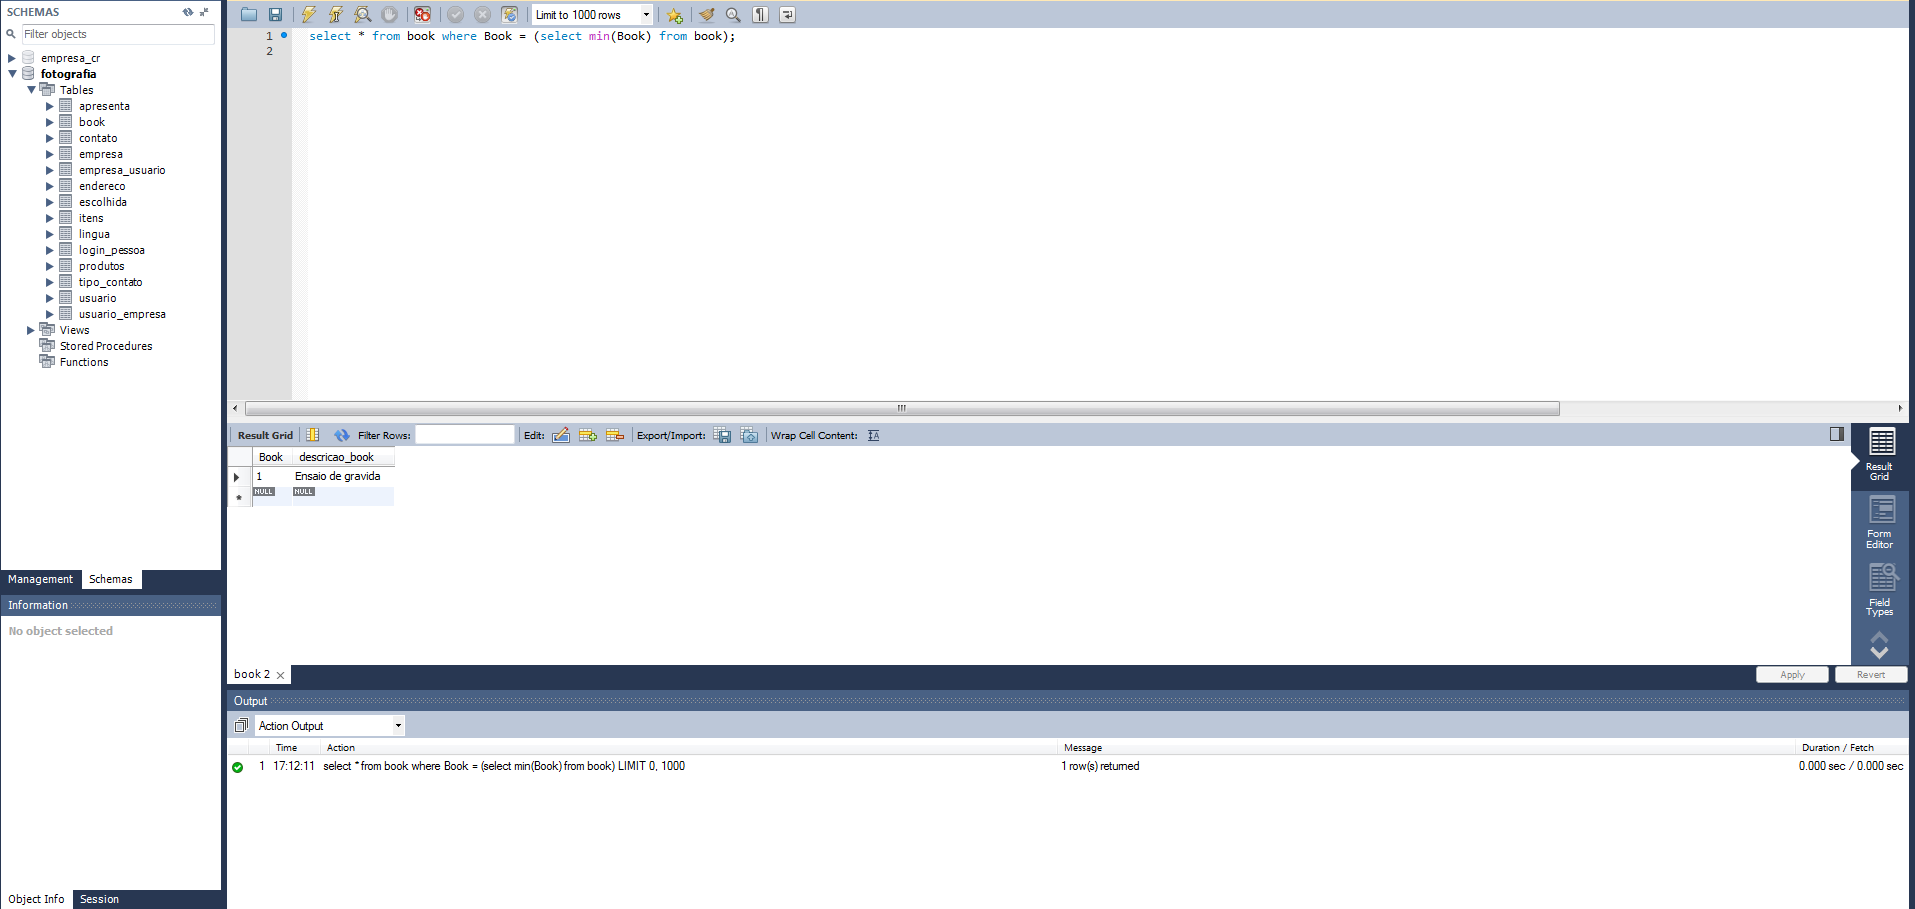 SCHEMAS
Filter objects
empresa_cr
fotografia
Tables
apresenta
book
contato
empresa
empresa_usuario
endereco
escolhida
itens
lingua
login_pessoa
produtos
tipo_contato
usuario
usuario_empresa
Views
Stored Procedures
Functions
Management Schemas
Information
No object selected
Object Info Session
Limit to 1000 rows
1 select * from book where Book = (select min(Book) from book);
2
Result Grid Filter Rows: Edit: Export/Import: Wrap Cell Content:
Book descricao_book
1 Ensaio de gravida
NULL NULL
Result
Grid
Form
Editor
Field
Types
book 2
Apply Revert
Output
Action Output
Time Action Message Duration / Fetch
1 17:12:11 select * from book where Book = (select min(Book) from book) LIMIT 0, 1000 1 row(s) returned 0.000 sec / 0.000 sec